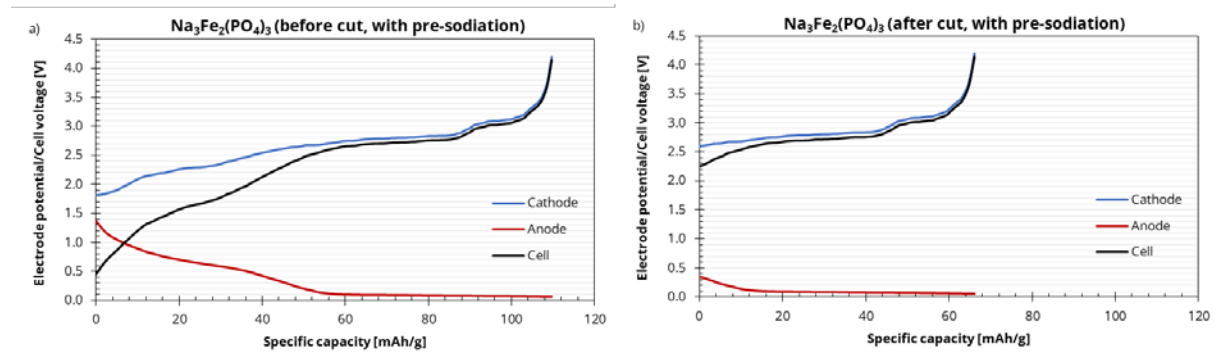 a)
Na₃Fe₂(PO₄)₃ (before cut, with pre-sodiation)
Electrode potential/Cell voltage [V]
4.5
4.0
3.5
3.0
2.5
2.0
1.5
1.0
0.5
0.0
0 20 40 60 80 100 120
Specific capacity [mAh/g]
Cathode
Anode
Cell
b)
Na₃Fe₂(PO₄)₃ (after cut, with pre-sodiation)
Electrode potential/Cell voltage [V]
4.5
4.0
3.5
3.0
2.5
2.0
1.5
1.0
0.5
0.0
0 20 40 60 80 100 120
Specific capacity [mAh/g]
Cathode
Anode
Cell